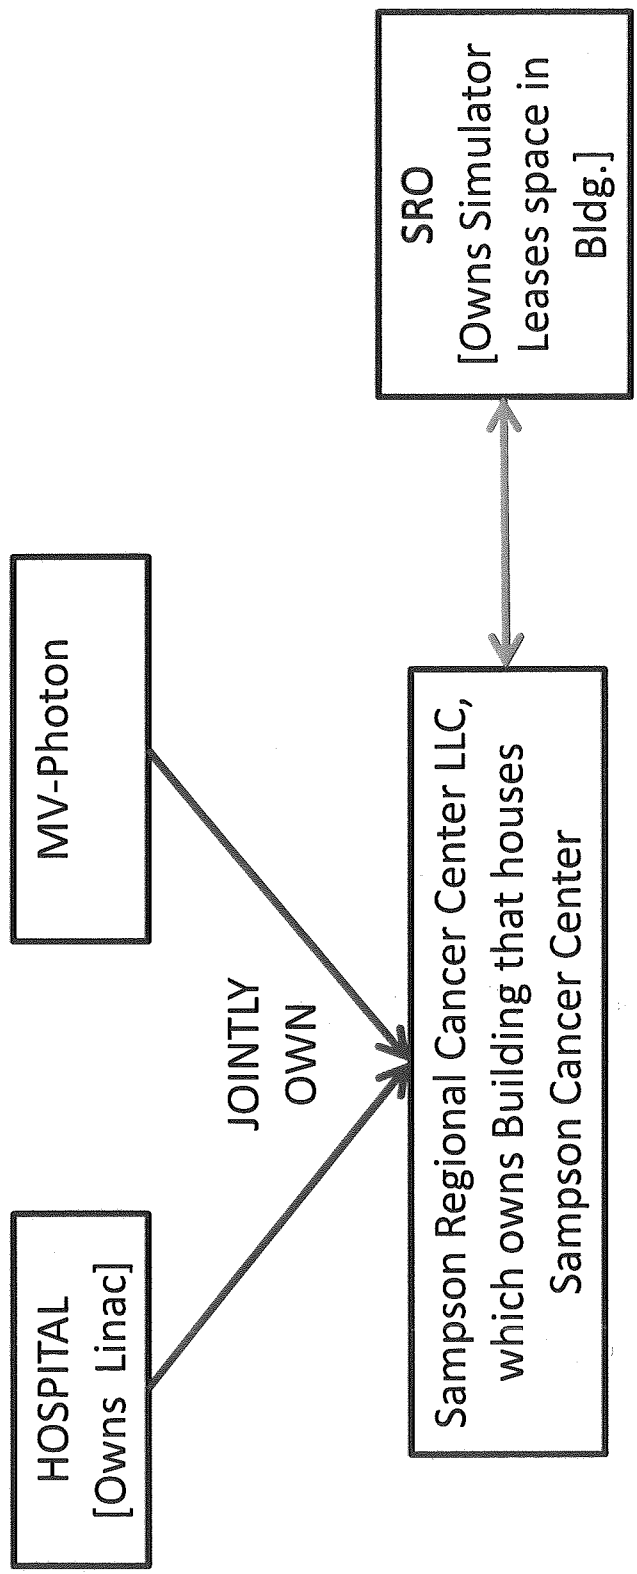 HOSPITAL
[Owns Linac]
MV-Photon
JOINTLY
OWN
Sampson Regional Cancer Center LLC,
which owns Building that houses
Sampson Cancer Center
SRO
[Owns Simulator
Leases space in
Bldg.]